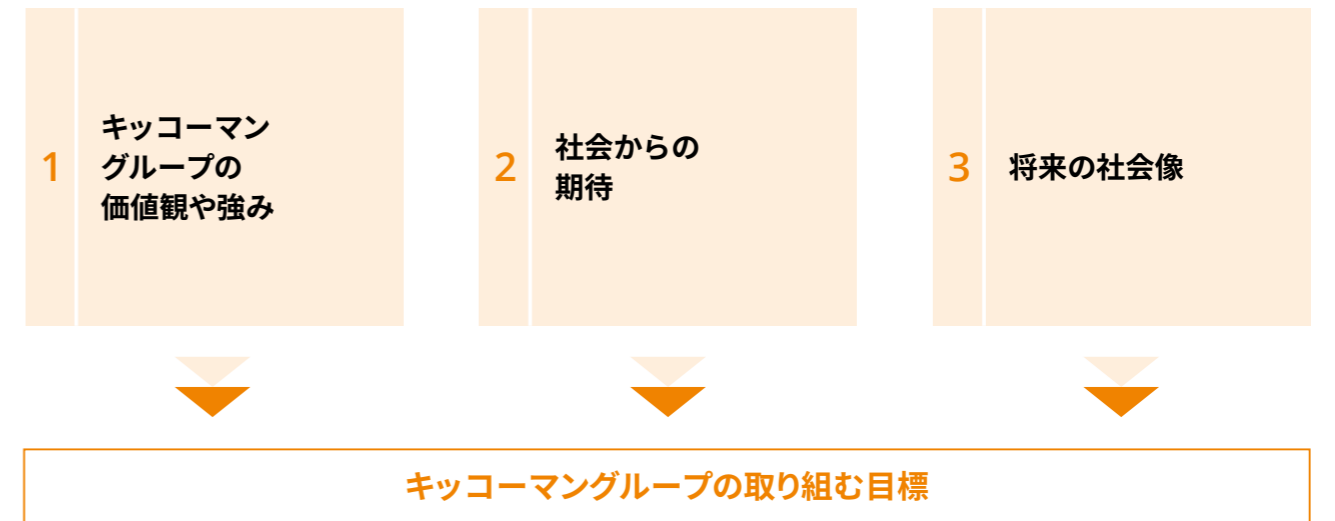 1
キッコーマン
グループの
価値観や強み
2
社会からの
期待
3
将来の社会像
キッコーマングループの取り組む目標